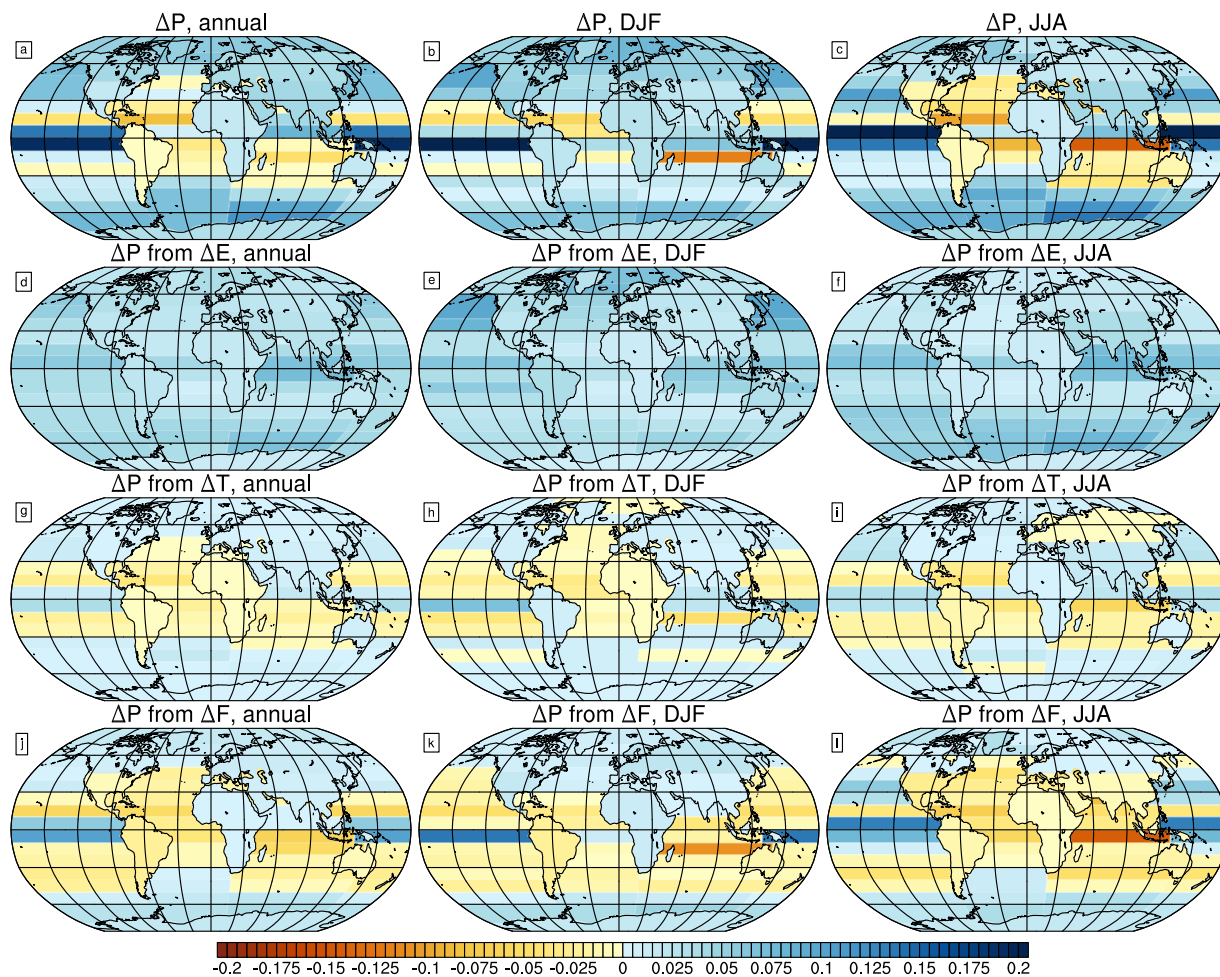 ΔP, annual
ΔP, DJF
ΔP, JJA
a
b
c
ΔP from ΔE, annual
ΔP from ΔE, DJF
ΔP from ΔE, JJA
d
e
f
ΔP from ΔT, annual
ΔP from ΔT, DJF
ΔP from ΔT, JJA
g
h
i
ΔP from ΔF, annual
ΔP from ΔF, DJF
ΔP from ΔF, JJA
j
k
l
-0.2 -0.175 -0.15 -0.125 -0.1 -0.075 -0.05 -0.025 0 0.025 0.05 0.075 0.1 0.125 0.15 0.175 0.2